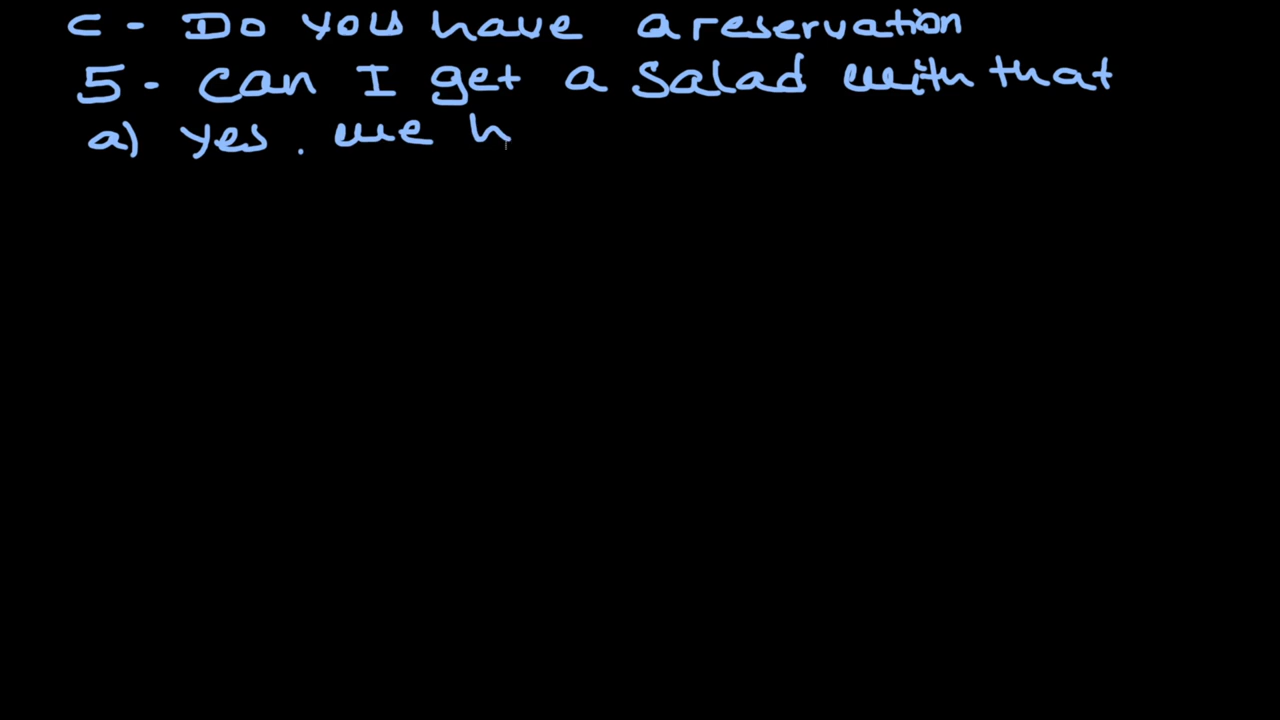 c - Do you have a reservation
5 - can I get a salad with that
a) yes. we h